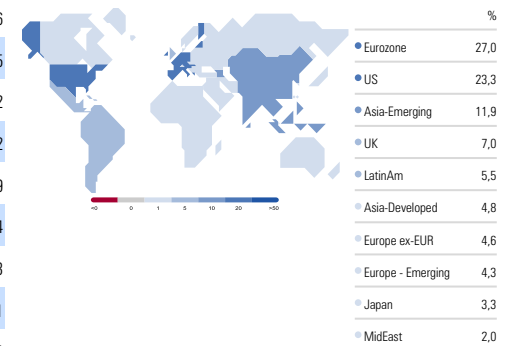 %
Eurozone 27,0
US 23,3
Asia-Emerging 11,9
UK 7,0
LatinAm 5,5
Asia-Developed 4,8
Europe ex-EUR 4,6
Europe - Emerging 4,3
Japan 3,3
MidEast 2,0
<0 0 1 5 10 20 >50